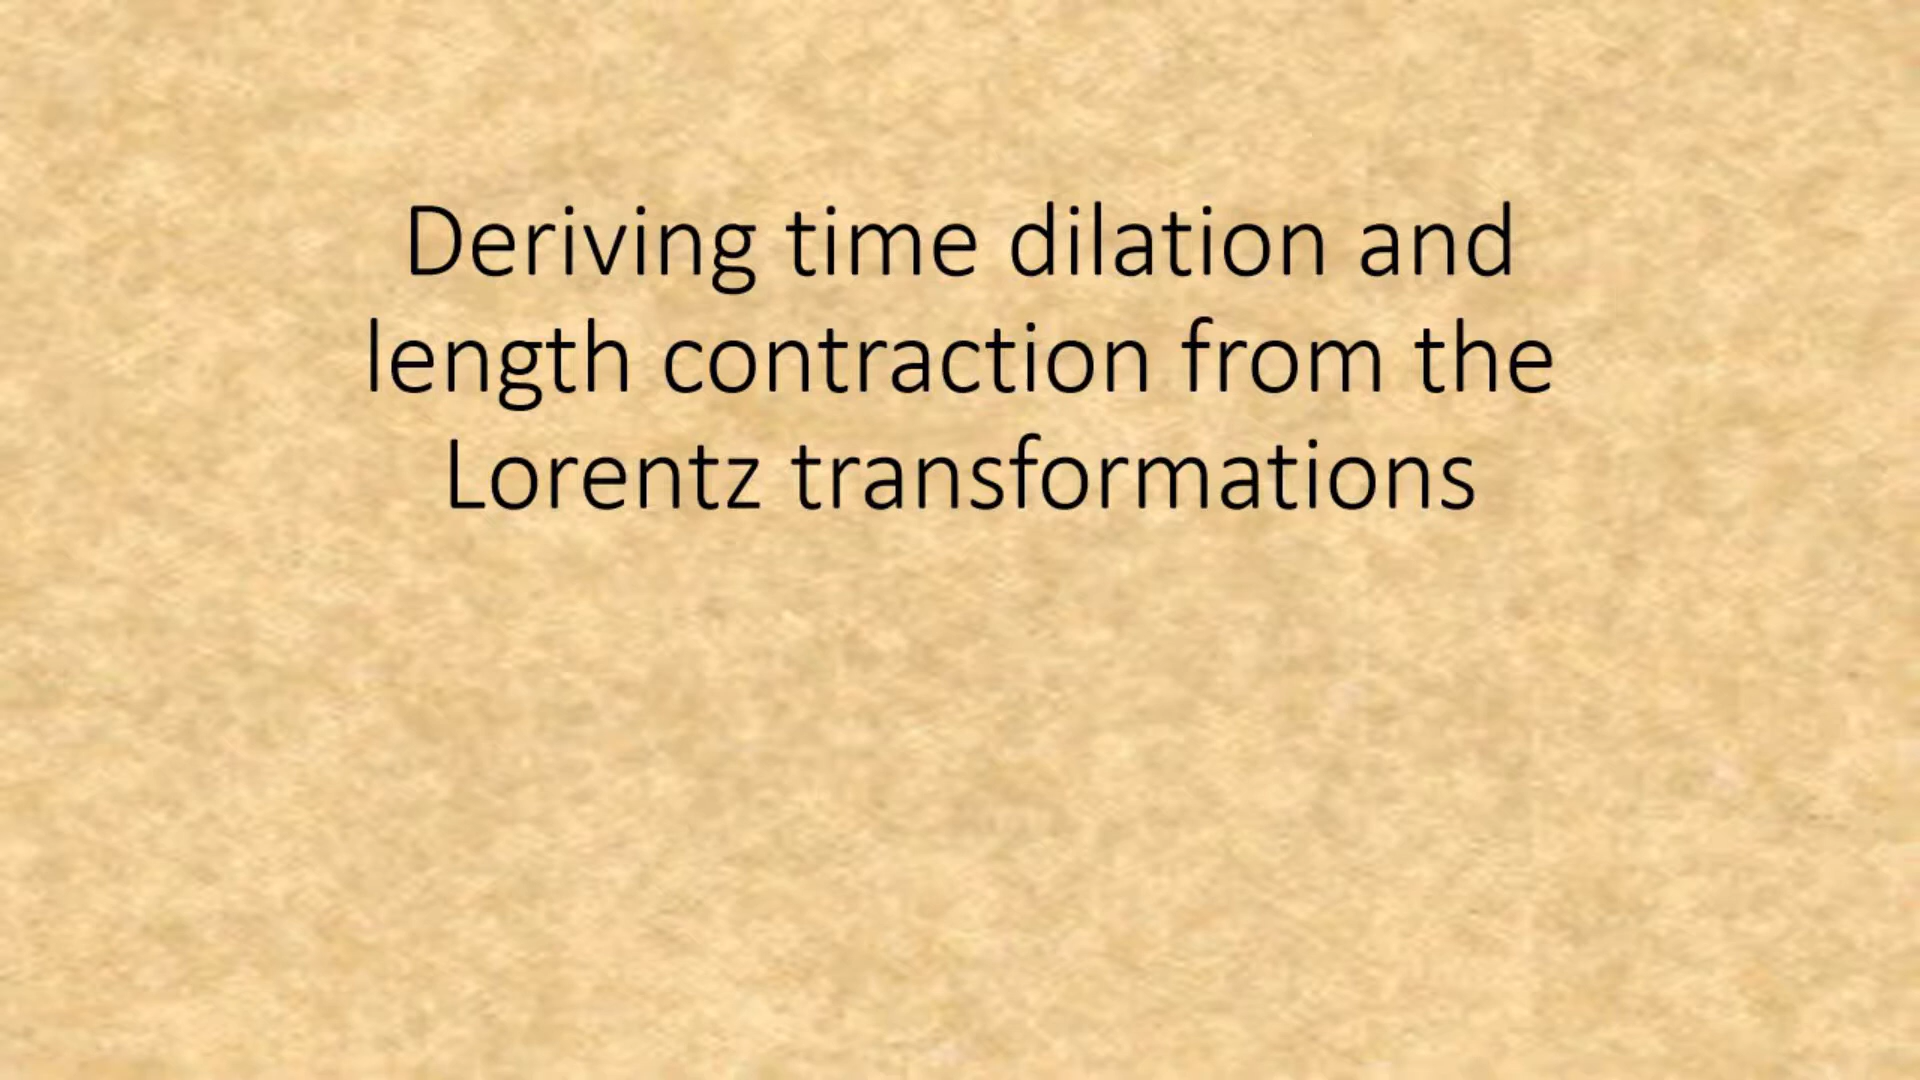 Deriving time dilation and
length contraction from the
Lorentz transformations